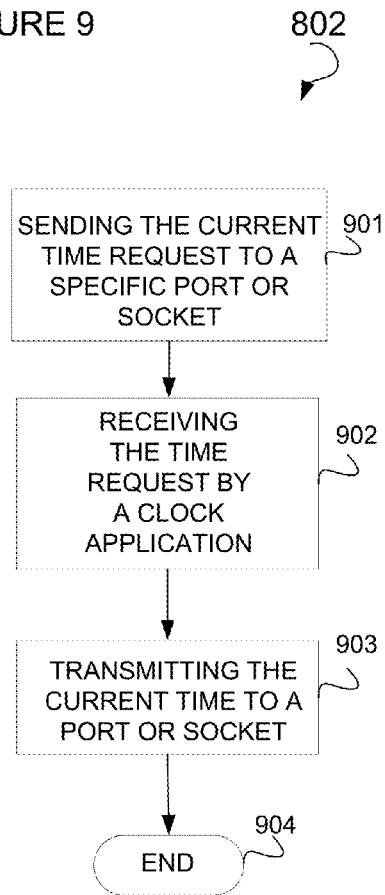 URE 9
802
SENDING THE CURRENT
TIME REQUEST TO A
SPECIFIC PORT OR
SOCKET
901
RECEIVING
THE TIME
REQUEST BY
A CLOCK
APPLICATION
902
TRANSMITTING THE
CURRENT TIME TO A
PORT OR SOCKET
903
END
904